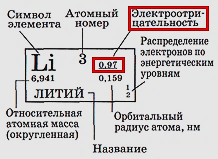 Символ элемента
Атомный номер
Электроотри-
цательность
Li
3
0,97
6,941
0,159
ЛИТИЙ
1
2
Распределение
электронов по
энергетическим
уровням
Относительная
атомная масса
(округленная)
Орбитальный
радиус атома, нм
Название